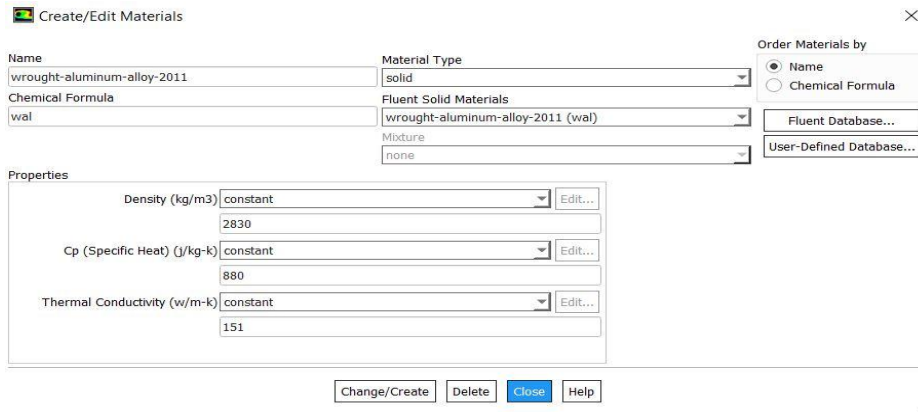 Create/Edit Materials
Name
wrought-aluminum-alloy-2011
Chemical Formula
wal
Material Type
solid
Fluent Solid Materials
wrought-aluminum-alloy-2011 (wal)
Mixture
none
Order Materials by
Name
Chemical Formula
Fluent Database...
User-Defined Database...
Properties
Density (kg/m3) constant Edit...
2830
Cp (Specific Heat) (j/kg-k) constant Edit...
880
Thermal Conductivity (w/m-k) constant Edit...
151
Change/Create Delete Close Help